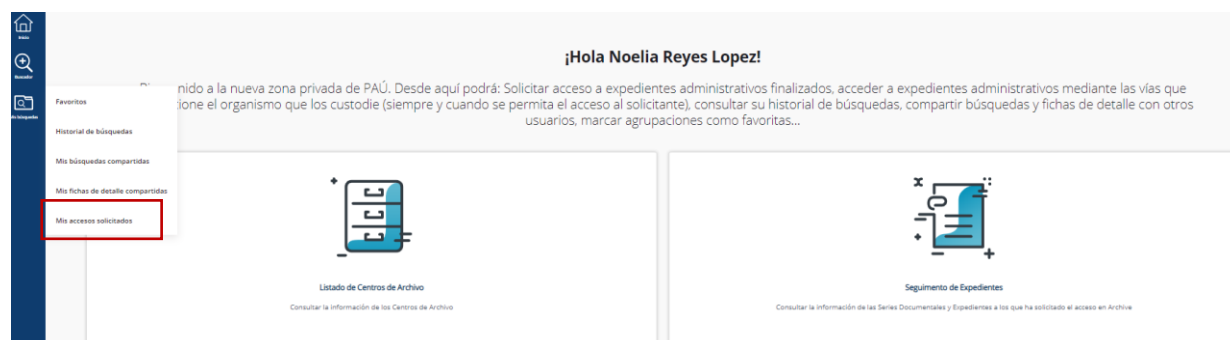 Inicio
¡Hola Noelia Reyes Lopez!
Buscador
nido a la nueva zona privada de PAÚ. Desde aquí podrá: Solicitar acceso a expedientes administrativos finalizados, acceder a expedientes administrativos mediante las vías que
Favoritos
cione el organismo que los custodie (siempre y cuando se permita el acceso al solicitante), consultar su historial de búsquedas, compartir búsquedas y fichas de detalle con otros
Mis búsquedas
usuarios, marcar agrupaciones como favoritas...
Historial de búsquedas
Mis búsquedas compartidas
Mis fichas de detalle compartidas
Mis accesos solicitados
Listado de Centros de Archivo
Consultar la información de los Centros de Archivo
Seguimento de Expedientes
Consultar la información de las Series Documentales y Expedientes a los que ha solicitado el acceso en Archive